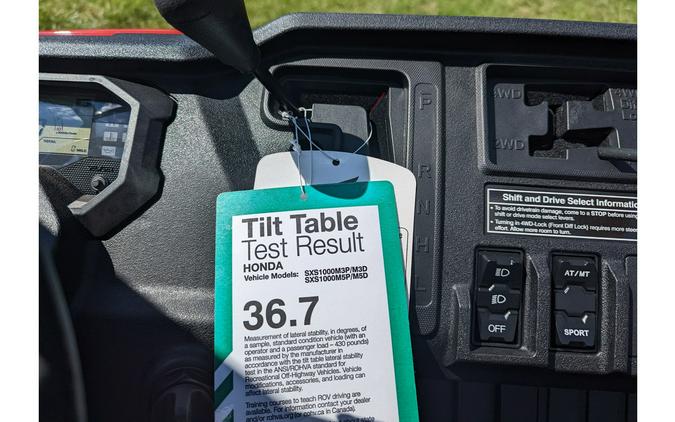 P
R
N
H
L
4WD
2WD
4WD
Diff
Lock
Shift and Drive Select Informa
• To avoid drivetrain damage, come to a STOP before using
shift or drive mode select levers.
• Turning in 4WD-Lock (Front Diff Lock) requires more steer
effort. Allow more room to turn.
AT/MT
OFF
SPORT
Tilt Table
Test Result
HONDA
Vehicle Models: SXS1000M3P/M3D
SXS1000M5P/M5D
36.7
Measurement of lateral stability, in degrees, of
a sample, standard condition vehicle (with an
operator and a passenger load – 430 pounds)
as measured by the manufacturer in
accordance with the tilt table lateral stability
test in the ANSI/ROHVA standard for
Recreational Off-Highway Vehicles. Vehicle
modifications, accessories, and loading can
affect lateral stability.
Training courses to teach ROV driving are
available. For information contact your dealer
and/or rohva.org (or cohv.ca in Canada).